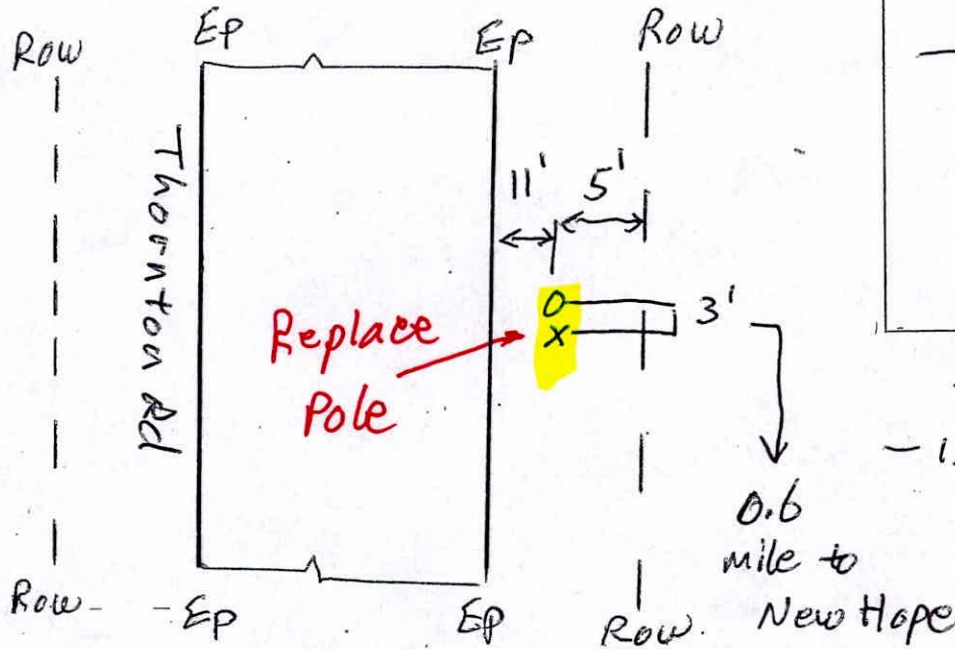 Row
Ep
Ep
Row
Thornton Rd
11'
5'
O
X
3'
Replace
Pole
0.6
mile to
New Hope
Row
Ep
Ep
Row